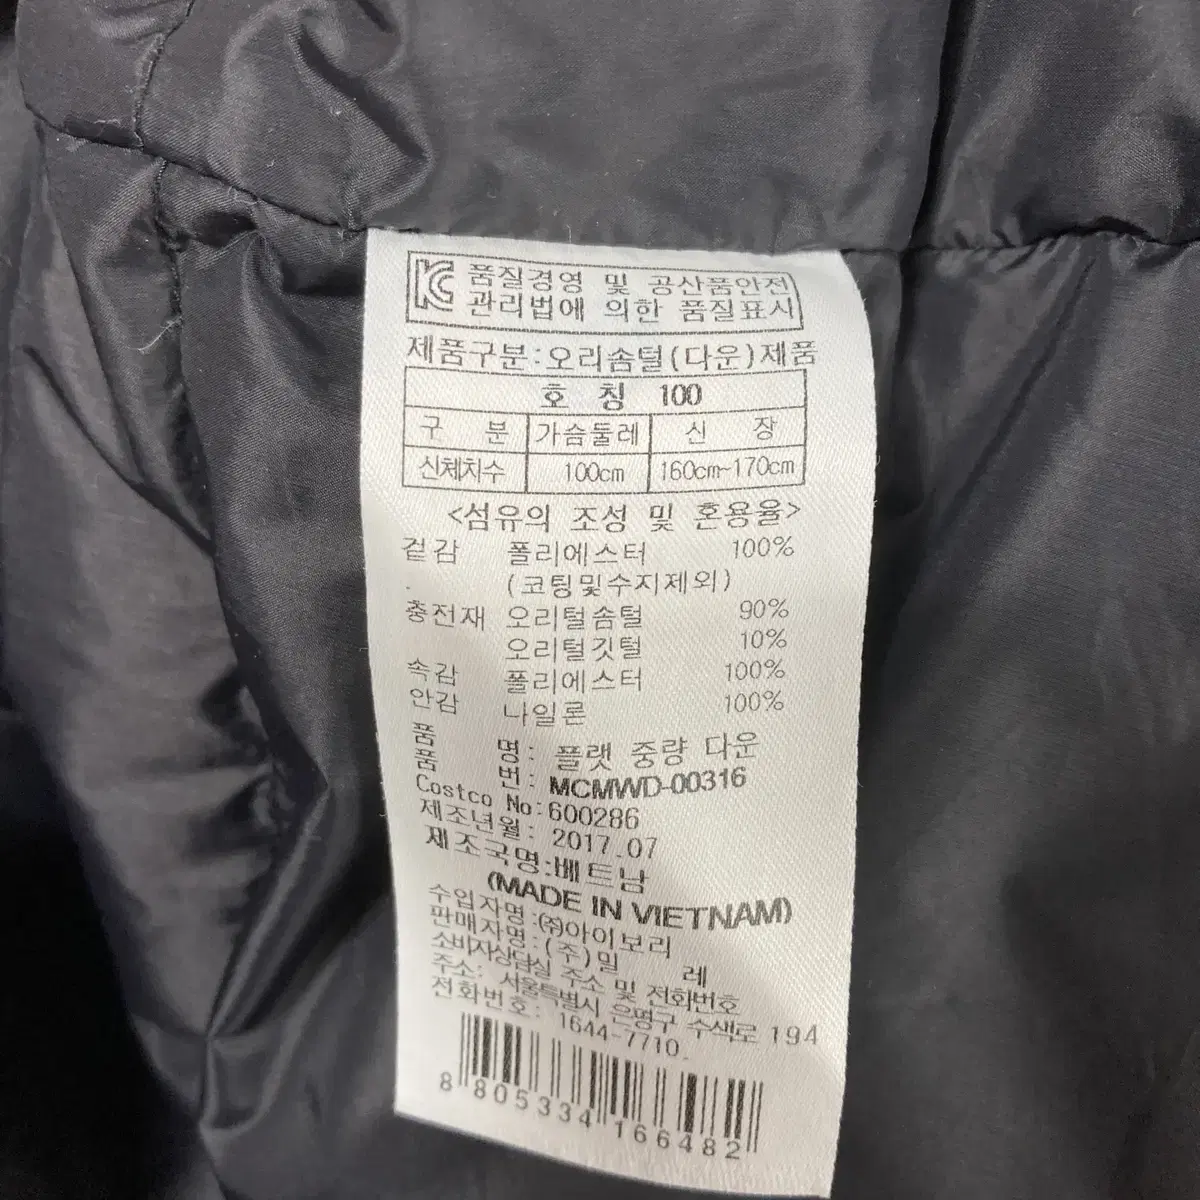 KC 품질경영 및 공산품안전
관리법에 의한 품질표시
제품구분:오리솜털(다운)제품
호 칭 100
구 분 가슴둘레 신 장
신체치수 100cm 160cm~170cm
<섬유의 조성 및 혼용율>
겉감 폴리에스터 100%
(코팅및수지제외)
충전재 오리털솜털 90%
오리털깃털 10%
속감 폴리에스터 100%
안감 나일론 100%
품 명: 플랫 중량 다운
품 번: MCMWD-00316
Costco No:600286
제조년월: 2017.07
제조국명:베트남
(MADE IN VIETNAM)
수입자명:㈜아이보리
판매자명:(주)밀 레
소비자상담실 주소 및 전화번호
주소: 서울특별시 은평구 수색로 194
전화번호: 1644-7710.
8 805334 166482